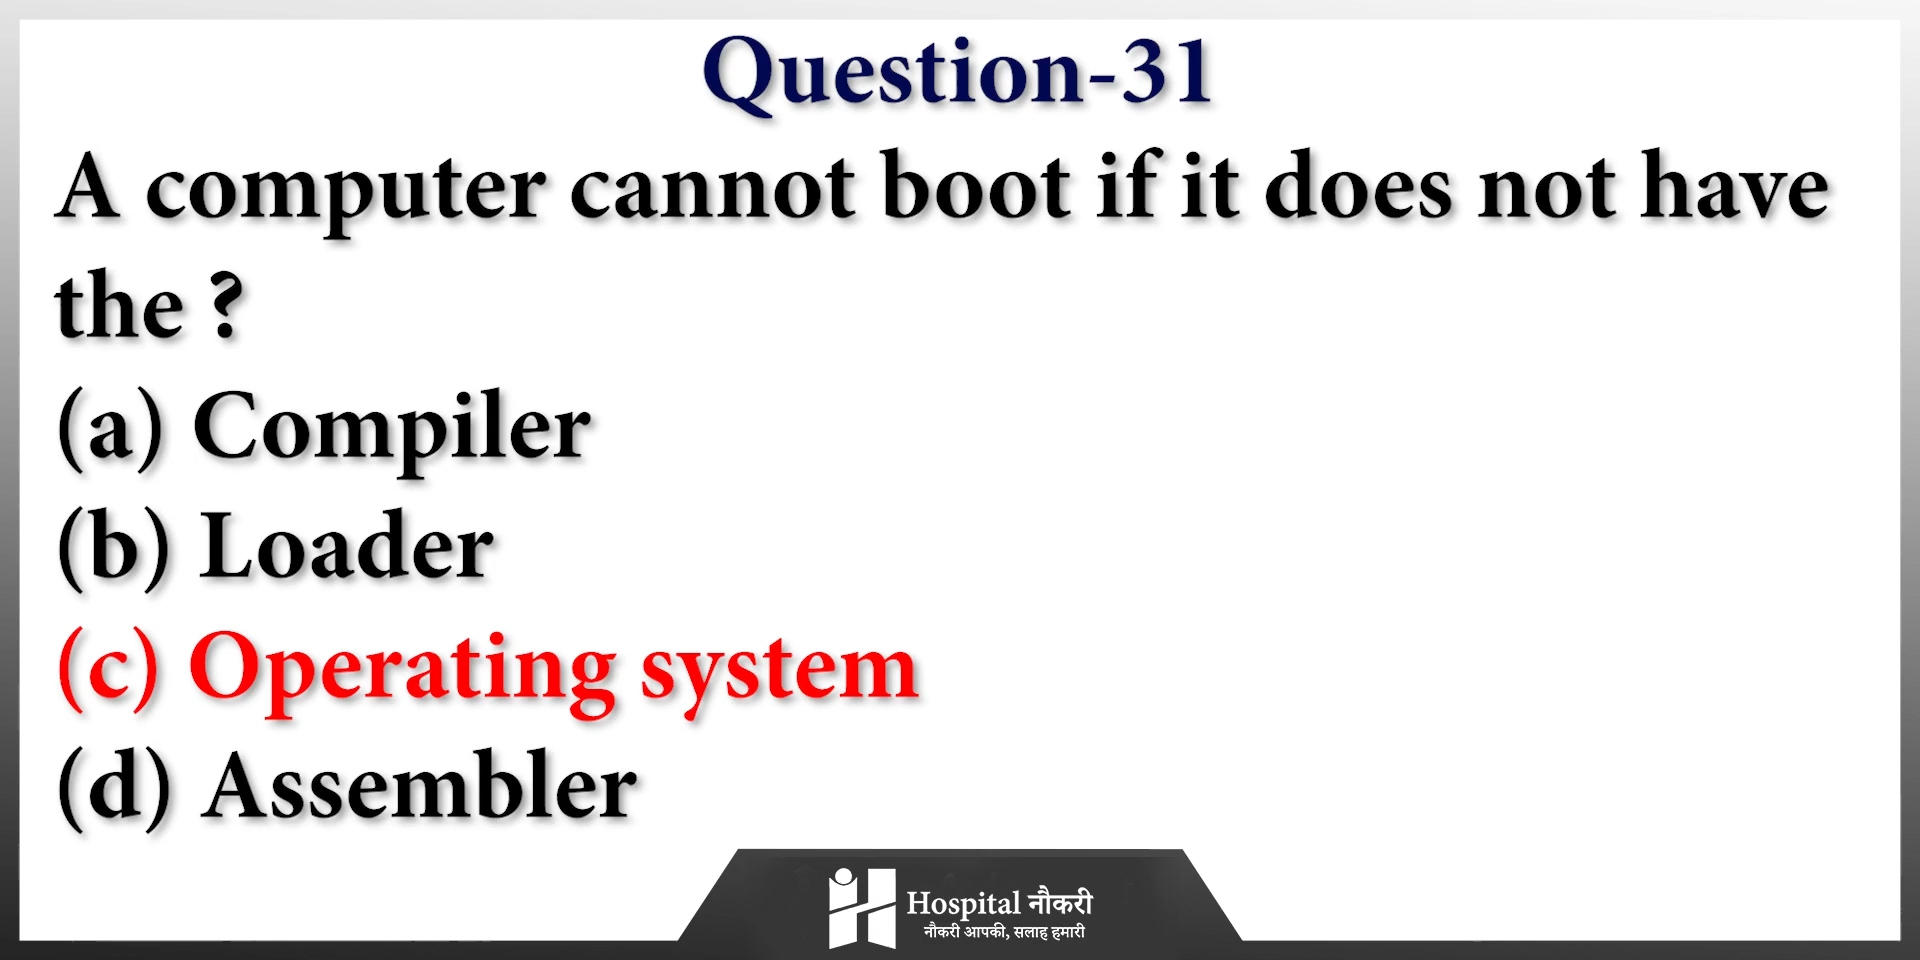 Question-31
A computer cannot boot if it does not have
the ?
(a) Compiler
(b) Loader
(c) Operating system
(d) Assembler
Hospital नौकरी
नौकरी आपकी, सलाह हमारी